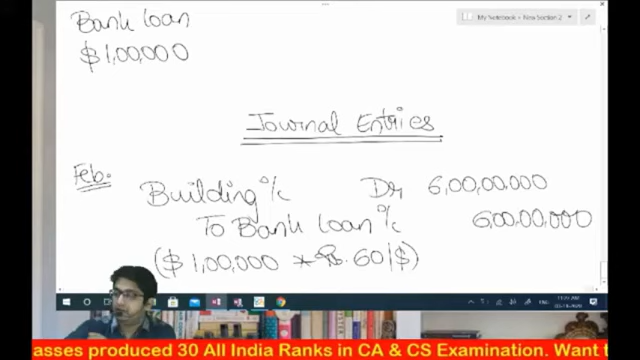 Bank loan
My Notebook • New Section 2
$ 1,00,000
Journal Entries
Feb.
Building a/c Dr 6,00,00,000
To Bank loan a/c 6,00,00,000
($ 1,00,000 * Rs. 60/$)
ENG
asses produced 30 All India Ranks in CA & CS Examination. Want t